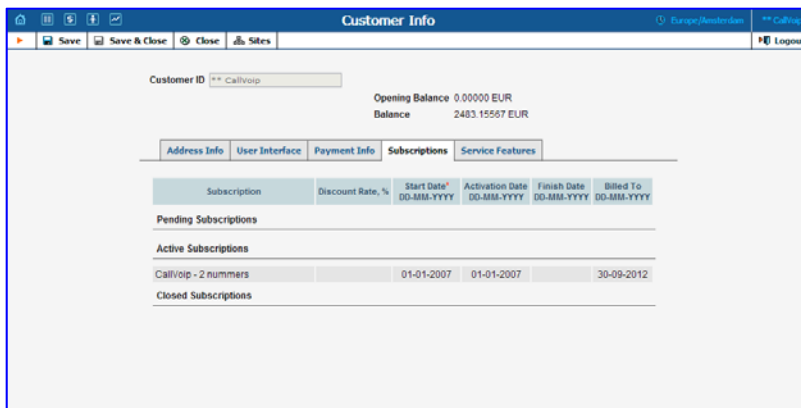 Customer Info
Europe/Amsterdam
** CallVoip
Save
Save & Close
Close
Sites
Logou
Customer ID ** CallVoip
Opening Balance 0.00000 EUR
Balance 2483.15567 EUR
Address Info
User Interface
Payment Info
Subscriptions
Service Features
Subscription
Discount Rate, %
Start Date*
DD-MM-YYYY
Activation Date
DD-MM-YYYY
Finish Date
DD-MM-YYYY
Billed To
DD-MM-YYYY
Pending Subscriptions
Active Subscriptions
CallVoip - 2 nummers 01-01-2007 01-01-2007 30-09-2012
Closed Subscriptions